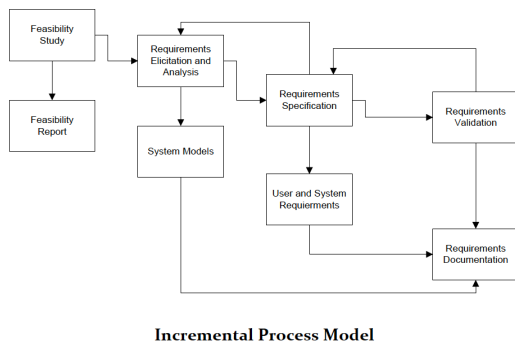 Feasibility
Study
Requirements
Elicitation and
Analysis
Requirements
Specification
Requirements
Validation
Feasibility
Report
System Models
User and System
Requierments
Requirements
Documentation
Incremental Process Model